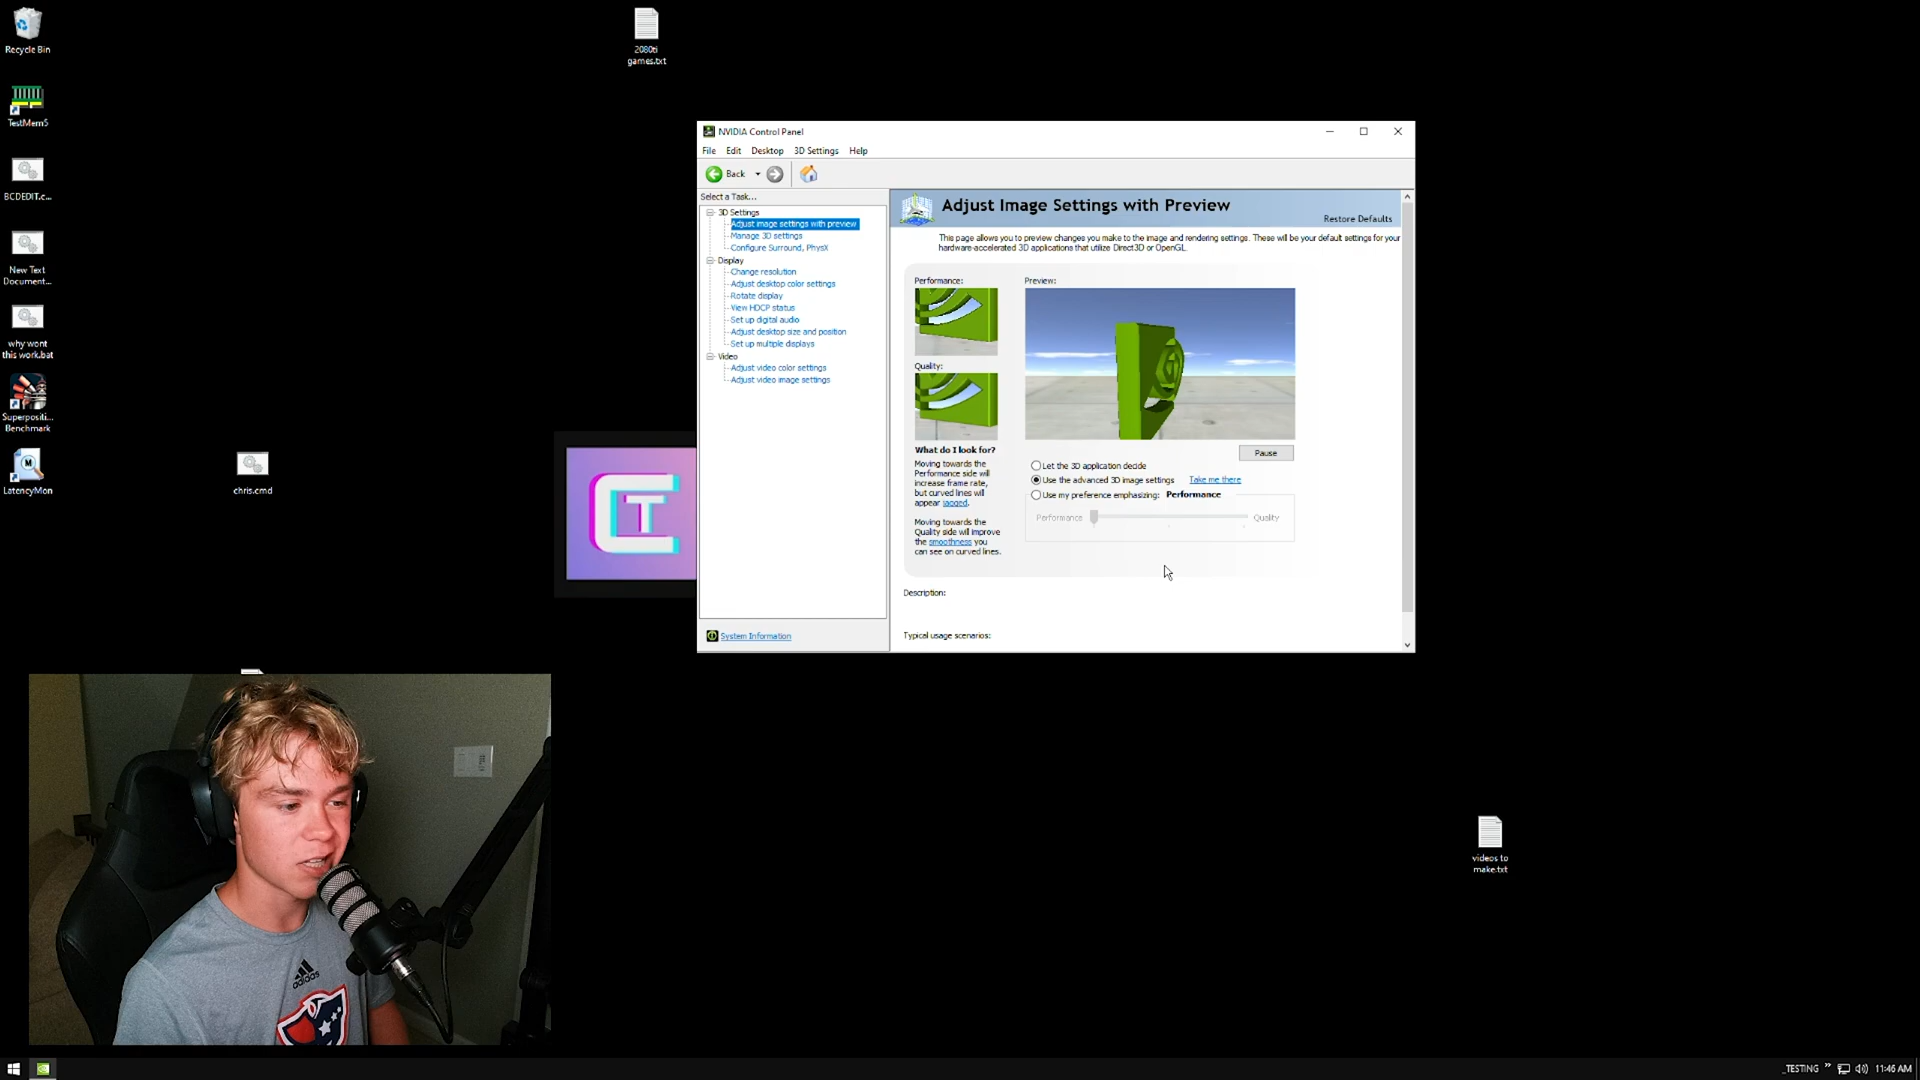 Recycle Bin
TestMem5
BCDEDIT.c...
New Text
Document...
why wont
this work.bat
Superpositi...
Benchmark
LatencyMon
chris.cmd
2080ti
games.txt
CT
NVIDIA Control Panel
File Edit Desktop 3D Settings Help
Back
Select a Task...
3D Settings
Adjust image settings with preview
Manage 3D settings
Configure Surround, PhysX
Display
Change resolution
Adjust desktop color settings
Rotate display
View HDCP status
Set up digital audio
Adjust desktop size and position
Set up multiple displays
Video
Adjust video color settings
Adjust video image settings
System Information
Adjust Image Settings with Preview
Restore Defaults
This page allows you to preview changes you make to the image and rendering settings. These will be your default settings for your
hardware-accelerated 3D applications that utilize Direct3D or OpenGL.
Performance:
Quality:
What do I look for?
Moving towards the
Performance side will
increase frame rate,
but curved lines will
appear jagged.
Moving towards the
Quality side will improve
the smoothness you
can see on curved lines.
Preview:
Pause
Let the 3D application decide
Use the advanced 3D image settings Take me there
Use my preference emphasizing: Performance
Performance Quality
Description:
Typical usage scenarios:
videos to
make.txt
adidas
_TESTING » 11:46 AM